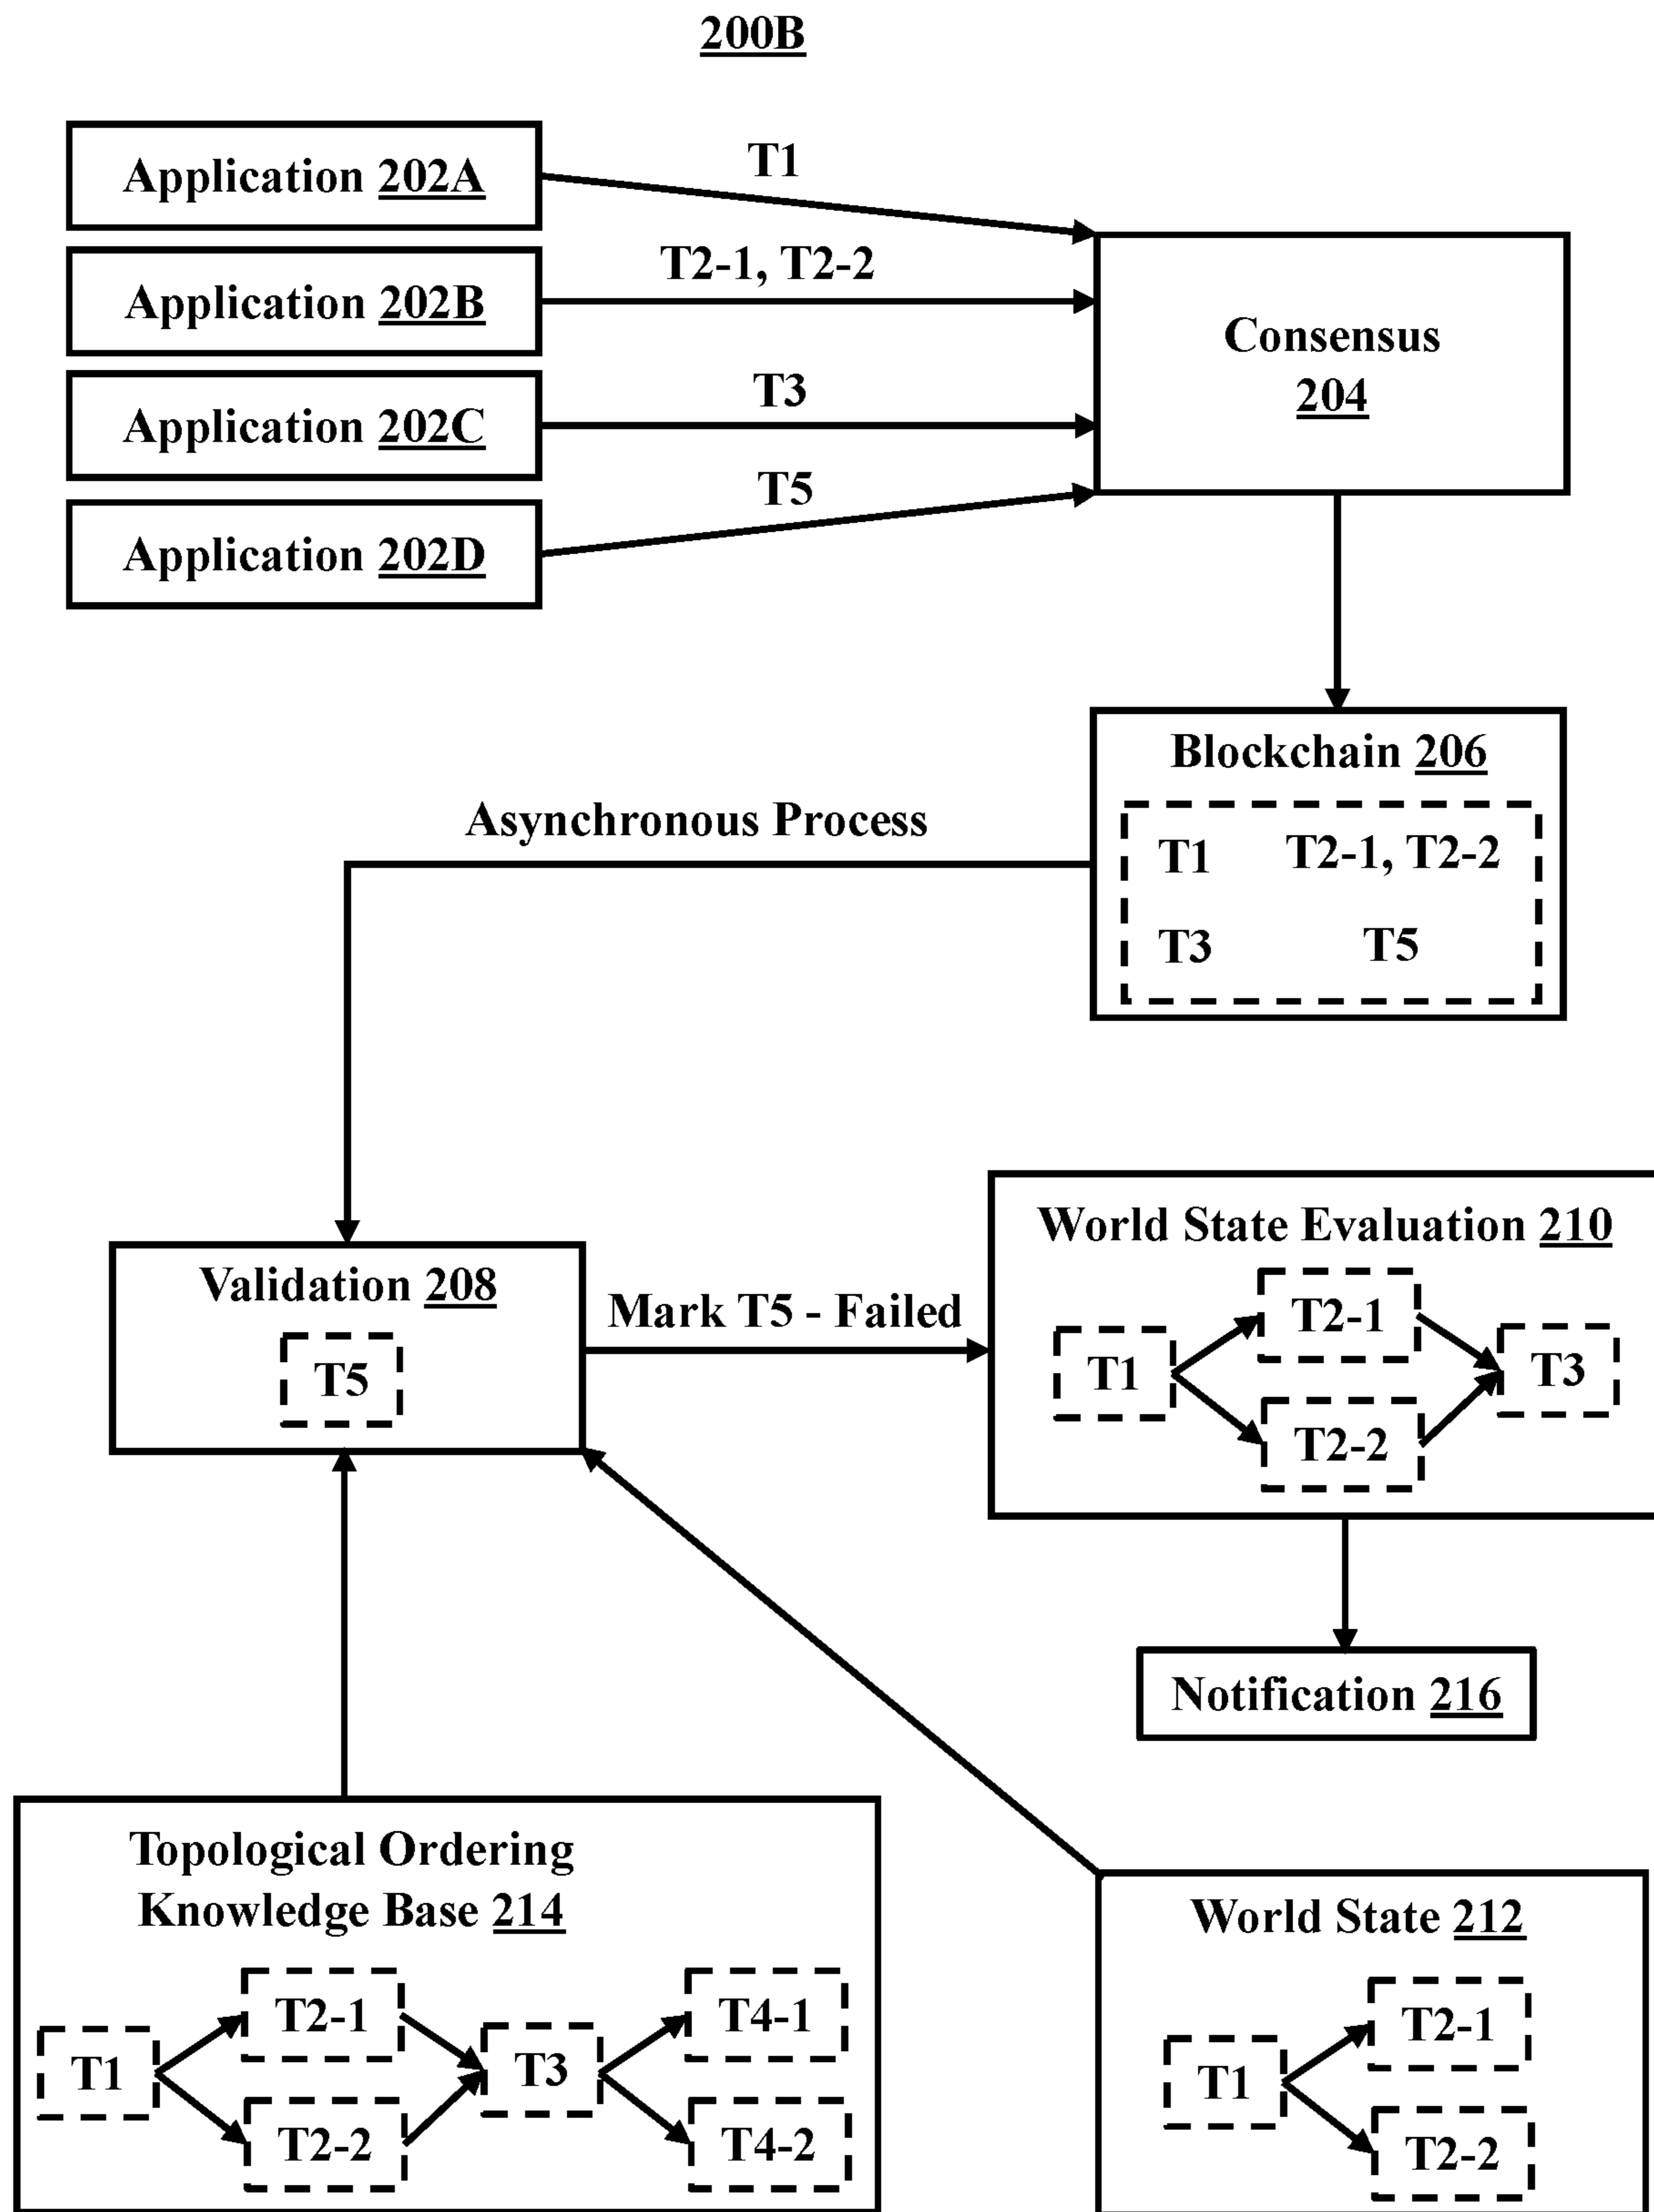 200B
Application 202A
T1
Application 202B
T2-1, T2-2
Application 202C
T3
Application 202D
T5
Consensus
204
Blockchain 206
T1 T2-1, T2-2
T3 T5
Asynchronous Process
Validation 208
T5
Mark T5 - Failed
World State Evaluation 210
T1
T2-1
T2-2
T3
Notification 216
Topological Ordering
Knowledge Base 214
T1
T2-1
T2-2
T3
T4-1
T4-2
World State 212
T1
T2-1
T2-2